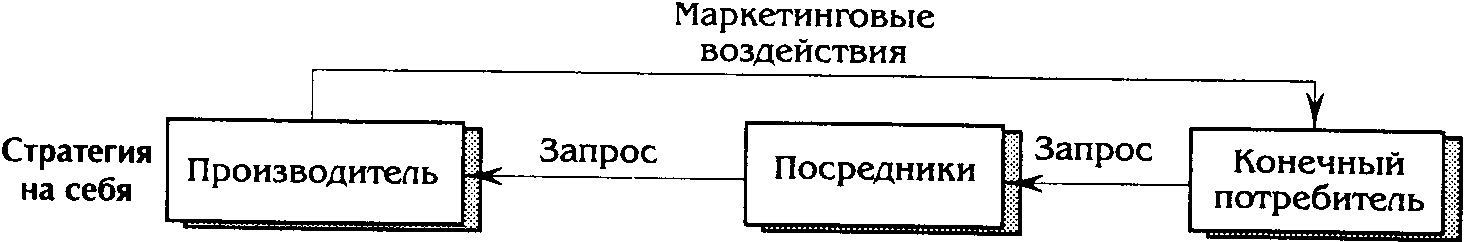 Маркетинговые
воздействия
Стратегия
на себя
Производитель
Запрос
Посредники
Запрос
Конечный
потребитель